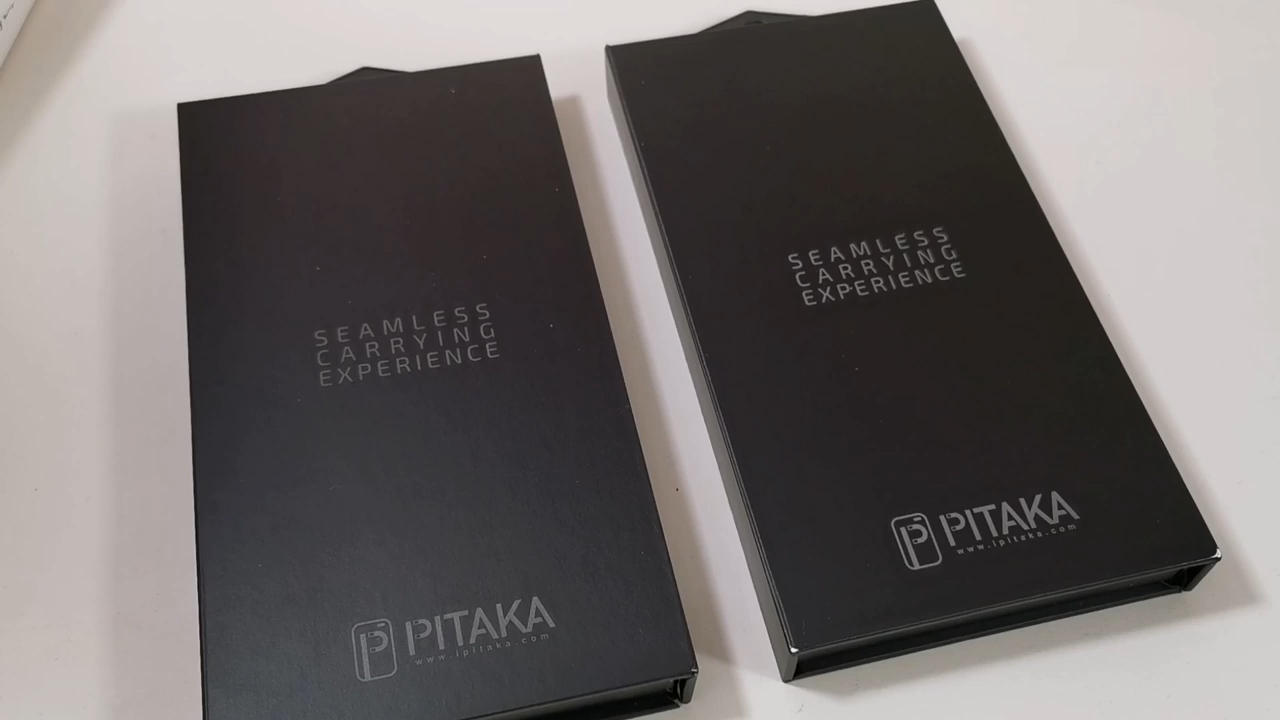 SEAMLESS
CARRYING
EXPERIENCE
PITAKA
www.ipitaka.com
SEAMLESS
CARRYING
EXPERIENCE
PITAKA
www.ipitaka.com